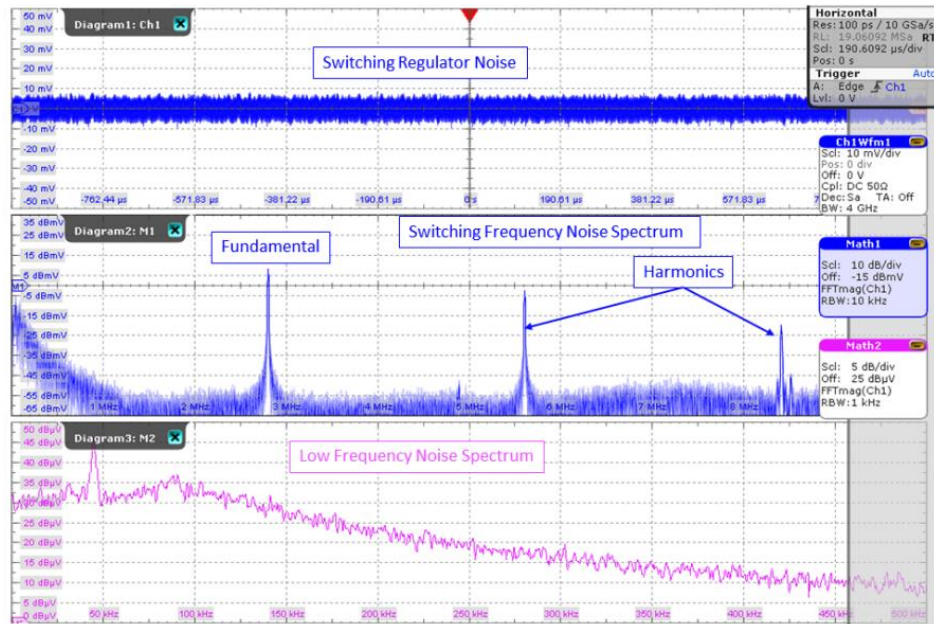 50 mV
Diagram1: Ch1
40 mV
30 mV
20 mV
10 mV
-10 mV
-20 mV
-30 mV
-40 mV
-50 mV
Switching Regulator Noise
-762.44 µs
-571.83 µs
-381.22 µs
-190.61 µs
0 s
190.61 µs
381.22 µs
571.83 µs
Horizontal
Res: 100 ps / 10 GSa/s
RL: 19.06092 MSa RT
Scl: 190.6092 µs/div
Pos: 0 s
Trigger Auto
A: Edge Ch1
Lvl: 0 V
Ch1Wfm1
Scl: 10 mV/div
Pos: 0 div
Off: 0 V
Cpl: DC 50Ω
Dec: Sa TA: Off
BW: 4 GHz
35 dBmV
Diagram2: M1
25 dBmV
15 dBmV
5 dBmV
M1
-5 dBmV
-15 dBmV
-25 dBmV
-35 dBmV
-45 dBmV
-55 dBmV
-65 dBmV
Fundamental
Switching Frequency Noise Spectrum
Harmonics
1 MHz
2 MHz
3 MHz
4 MHz
5 MHz
6 MHz
7 MHz
8 MHz
Math1
Scl: 10 dB/div
Off: -15 dBmV
FFTmag(Ch1)
RBW: 10 kHz
Math2
Scl: 5 dB/div
Off: 25 dBµV
FFTmag(Ch1)
RBW: 1 kHz
50 dBµV
Diagram3: M2
45 dBµV
40 dBµV
35 dBµV
30 dBµV
25 dBµV
20 dBµV
15 dBµV
10 dBµV
5 dBµV
0 dBµV
Low Frequency Noise Spectrum
50 kHz
100 kHz
150 kHz
200 kHz
250 kHz
300 kHz
350 kHz
400 kHz
450 kHz
500 kHz